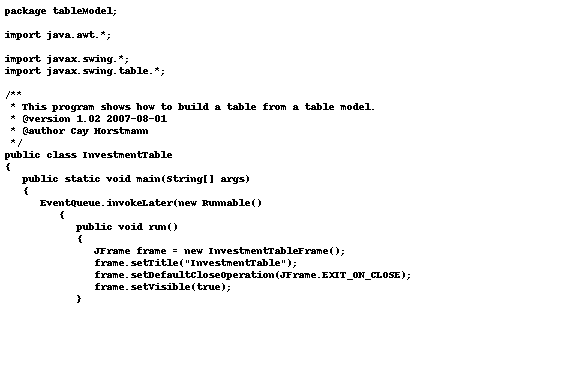 package tableModel;
import java.awt.*;
import javax.swing.*;
import javax.swing.table.*;
/**
 * This program shows how to build a table from a table model.
 * @version 1.02 2007-08-01
 * @author Cay Horstmann
 */
public class InvestmentTable
{
   public static void main(String[] args)
   {
      EventQueue.invokeLater(new Runnable()
         {
            public void run()
            {
               JFrame frame = new InvestmentTableFrame();
               frame.setTitle("InvestmentTable");
               frame.setDefaultCloseOperation(JFrame.EXIT_ON_CLOSE);
               frame.setVisible(true);
            }